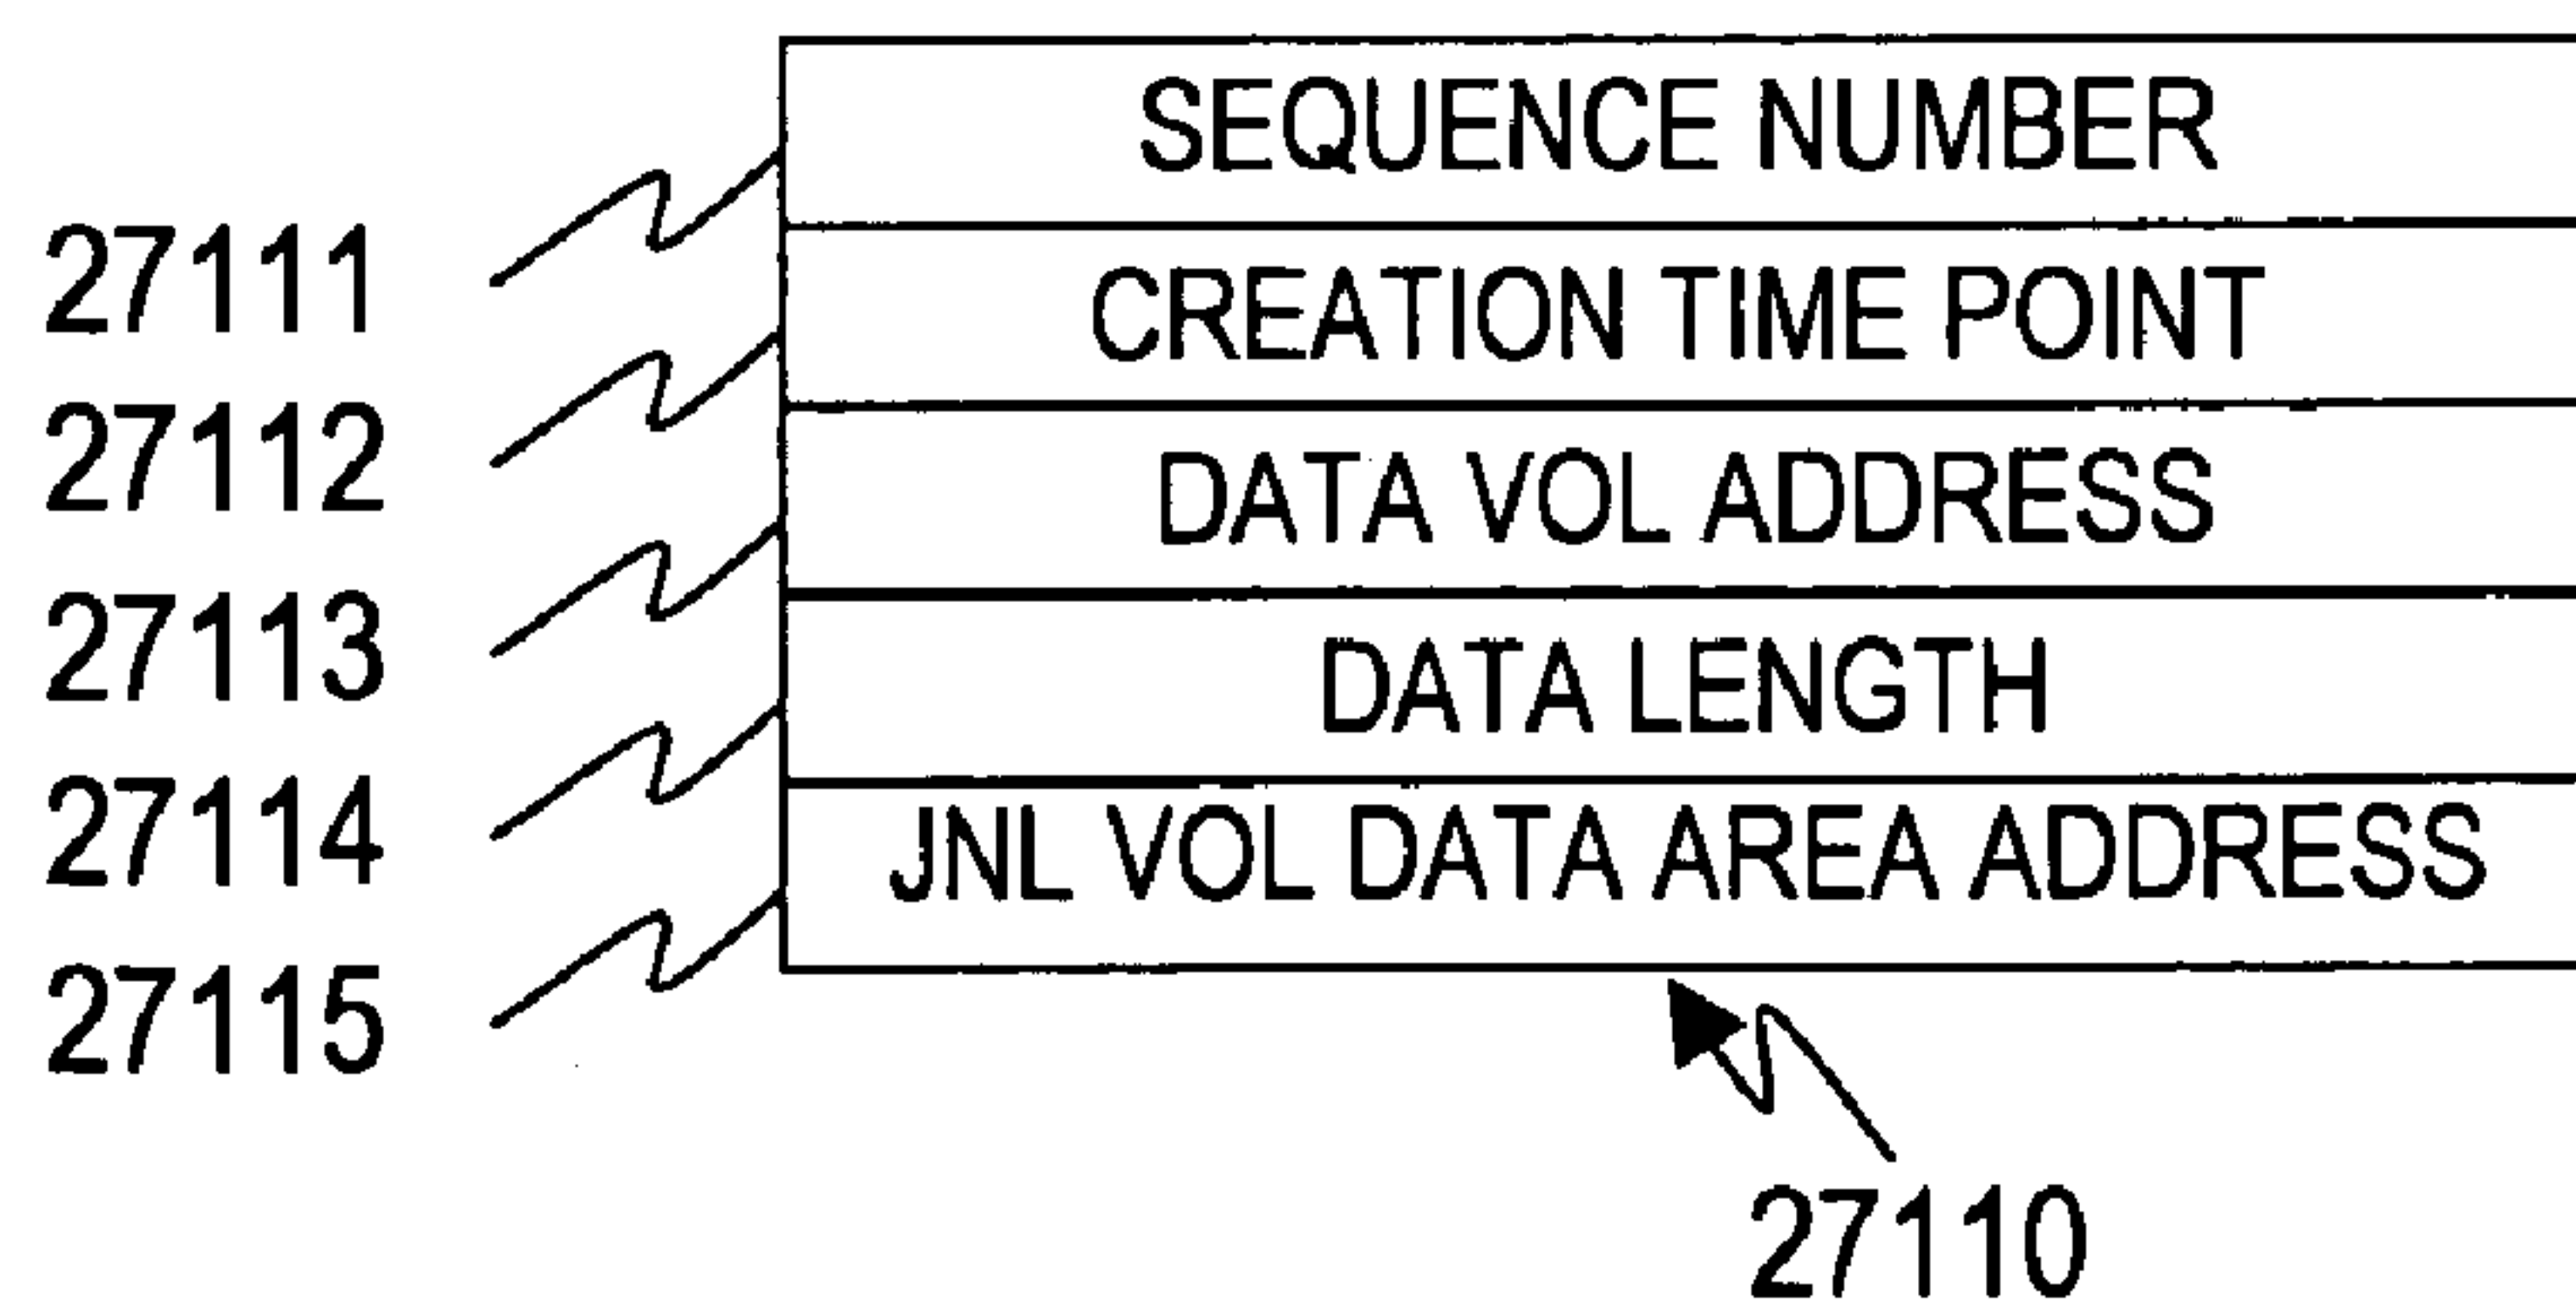 SEQUENCE NUMBER
27111
CREATION TIME POINT
27112
DATA VOL ADDRESS
27113
DATA LENGTH
27114
JNL VOL DATA AREA ADDRESS
27115
27110